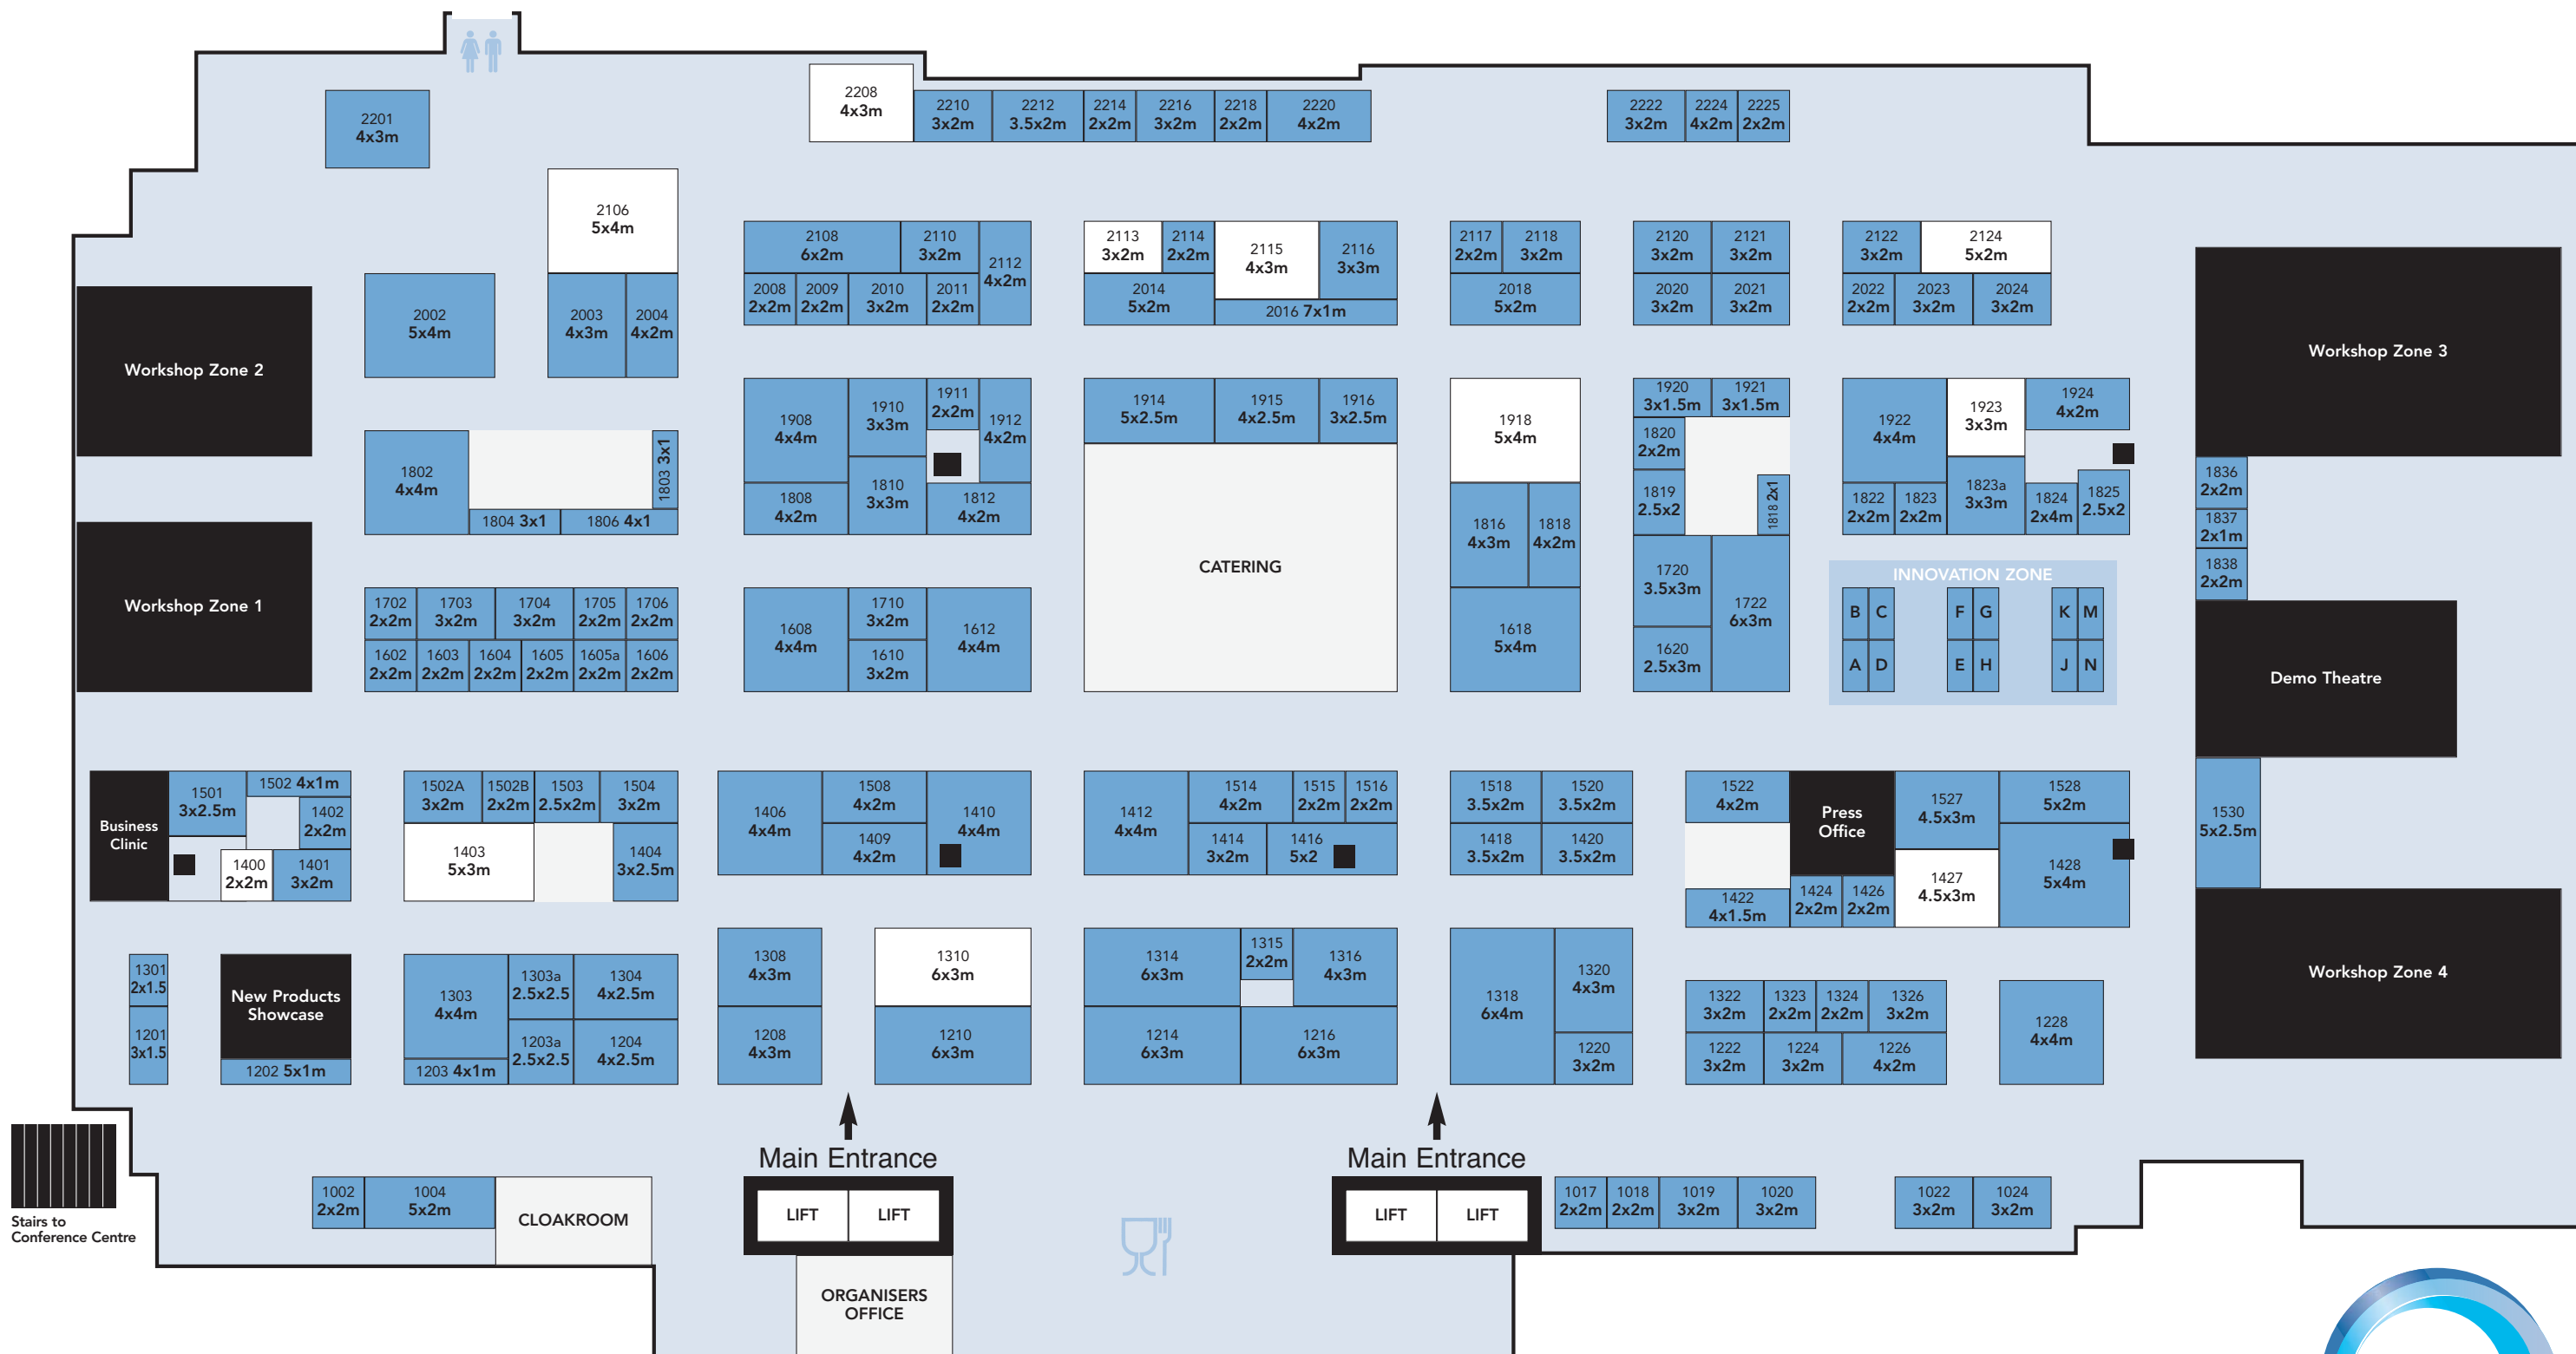 2208
4x3m
2201
4x3m
2210
3x2m
2212
3.5x2m
2214
2x2m
2216
3x2m
2218
2x2m
2220
4x2m
2222
3x2m
2224
4x2m
2225
2x2m
2106
5x4m
2108
6x2m
2110
3x2m
2112
4x2m
2113
3x2m
2114
2x2m
2115
4x3m
2116
3x3m
2117
2x2m
2118
3x2m
2120
3x2m
2121
3x2m
2122
3x2m
2124
5x2m
2002
5x4m
2003
4x3m
2004
4x2m
2008
2x2m
2009
2x2m
2010
3x2m
2011
2x2m
2014
5x2m
2016 7x1m
2018
5x2m
2020
3x2m
2021
3x2m
2022
2x2m
2023
3x2m
2024
3x2m
Workshop Zone 2
Workshop Zone 3
1908
4x4m
1910
3x3m
1911
2x2m
1912
4x2m
1914
5x2.5m
1915
4x2.5m
1916
3x2.5m
1918
5x4m
1920
3x1.5m
1921
3x1.5m
1922
4x4m
1923
3x3m
1924
4x2m
1802
4x4m
1803 3x1
1804 3x1
1806 4x1
1808
4x2m
1810
3x3m
1812
4x2m
CATERING
1816
4x3m
1818
4x2m
1820
2x2m
1819
2.5x2
1818 2x1
1822
2x2m
1823
2x2m
1823a
3x3m
1824
2x4m
1825
2.5x2
1836
2x2m
1837
2x1m
1838
2x2m
Workshop Zone 1
1702
2x2m
1703
3x2m
1704
3x2m
1705
2x2m
1706
2x2m
1602
2x2m
1603
2x2m
1604
2x2m
1605
2x2m
1605a
2x2m
1606
2x2m
1608
4x4m
1710
3x2m
1610
3x2m
1612
4x4m
1618
5x4m
1720
3.5x3m
1620
2.5x3m
1722
6x3m
INNOVATION ZONE
B C F G K M
A D E H J N
Demo Theatre
Business
Clinic
1501
3x2.5m
1502 4x1m
1402
2x2m
1400
2x2m
1401
3x2m
1502A
3x2m
1502B
2x2m
1503
2.5x2m
1504
3x2m
1403
5x3m
1404
3x2.5m
1406
4x4m
1508
4x2m
1409
4x2m
1410
4x4m
1412
4x4m
1514
4x2m
1515
2x2m
1516
2x2m
1414
3x2m
1416
5x2
1518
3.5x2m
1520
3.5x2m
1418
3.5x2m
1420
3.5x2m
1522
4x2m
Press
Office
1527
4.5x3m
1528
5x2m
1422
4x1.5m
1424
2x2m
1426
2x2m
1427
4.5x3m
1428
5x4m
1530
5x2.5m
1301
2x1.5
1201
3x1.5
New Products
Showcase
1202 5x1m
1303
4x4m
1303a
2.5x2.5
1304
4x2.5m
1203 4x1m
1203a
2.5x2.5
1204
4x2.5m
1308
4x3m
1208
4x3m
1310
6x3m
1210
6x3m
1314
6x3m
1315
2x2m
1316
4x3m
1214
6x3m
1216
6x3m
1318
6x4m
1320
4x3m
1220
3x2m
1322
3x2m
1323
2x2m
1324
2x2m
1326
3x2m
1222
3x2m
1224
3x2m
1226
4x2m
1228
4x4m
Workshop Zone 4
Main Entrance
Main Entrance
Stairs to
Conference Centre
1002
2x2m
1004
5x2m
CLOAKROOM
LIFT LIFT
LIFT LIFT
1017
2x2m
1018
2x2m
1019
3x2m
1020
3x2m
1022
3x2m
1024
3x2m
ORGANISERS
OFFICE